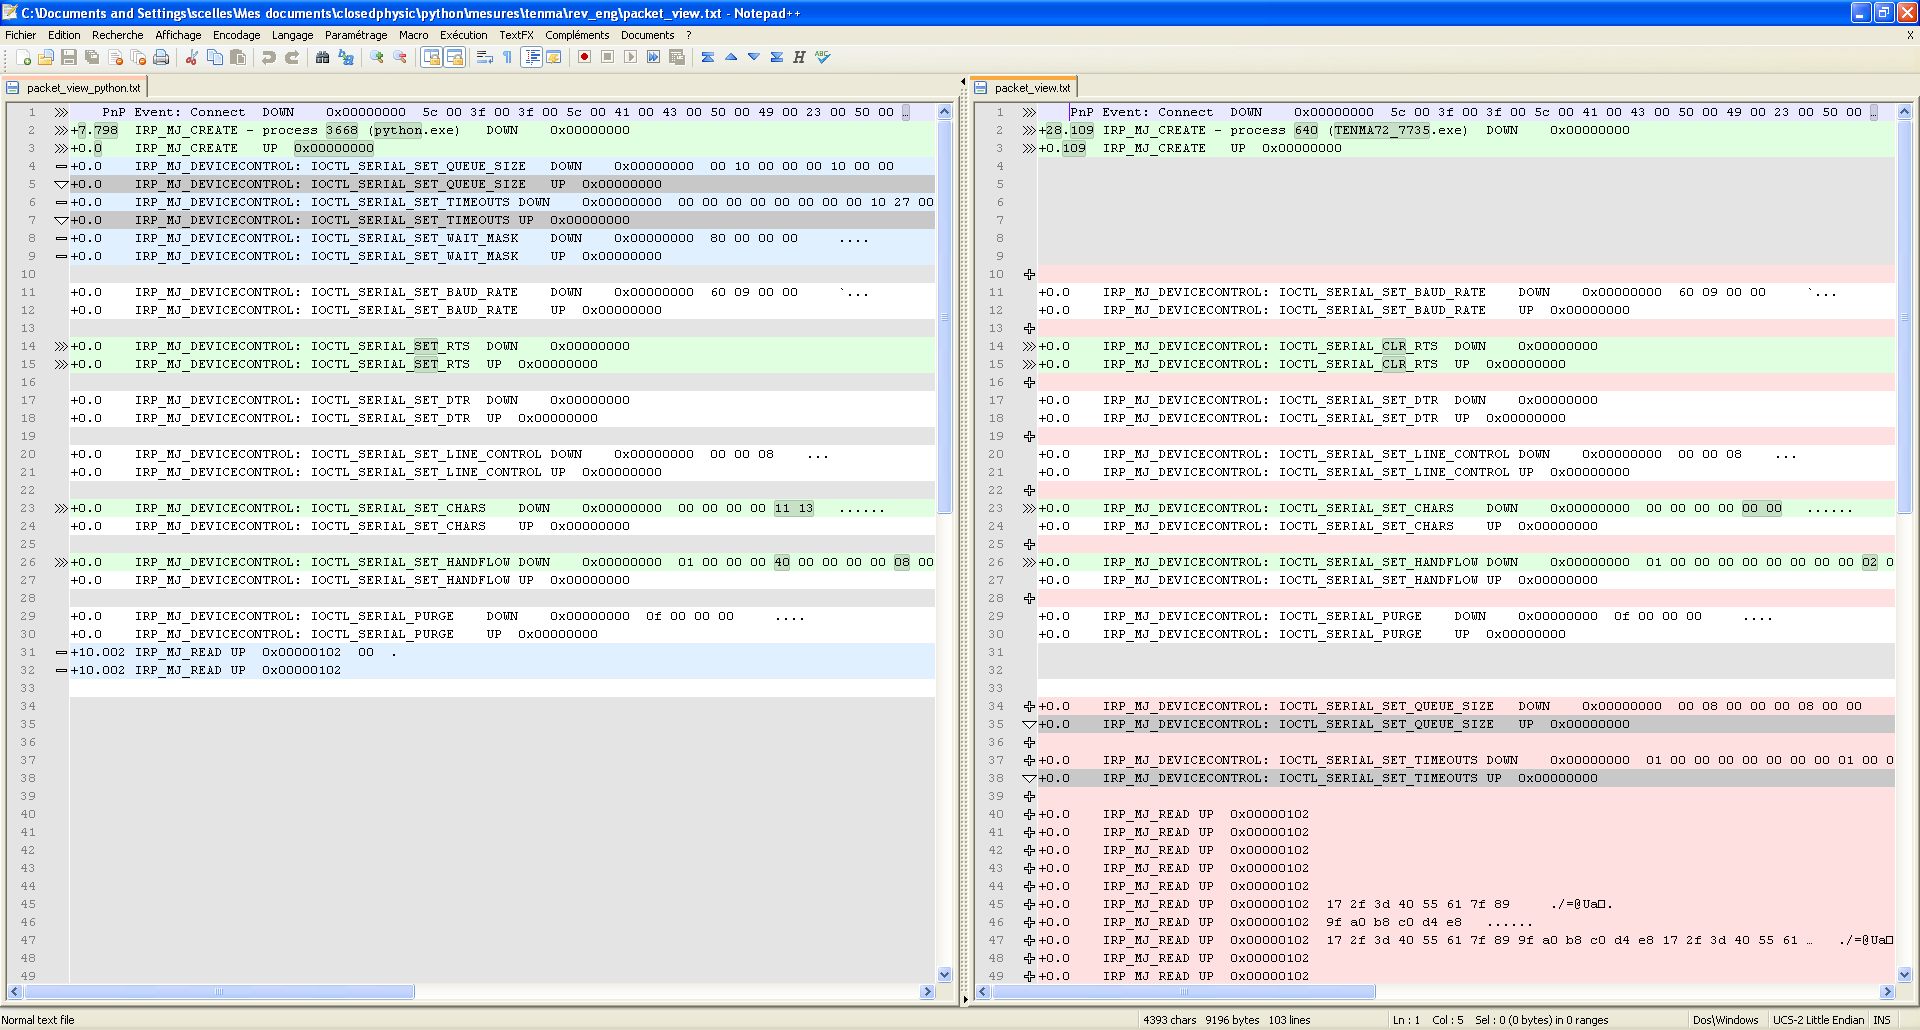 C:\Documents and Settings\scelles\Mes documents\closedphysic\python\mesures\tenma\rev_eng\packet_view.txt - Notepad++
Fichier Edition Recherche Affichage Encodage Langage Paramétrage Macro Exécution TextFX Compléments Documents ? X
packet_view_python.txt
1 PnP Event: Connect DOWN 0x00000000 5c 00 3f 00 3f 00 5c 00 41 00 43 00 50 00 49 00 23 00 50 00 …
2 +7.798 IRP_MJ_CREATE - process 3668 (python.exe) DOWN 0x00000000
3 +0.0 IRP_MJ_CREATE UP 0x00000000
4 +0.0 IRP_MJ_DEVICECONTROL: IOCTL_SERIAL_SET_QUEUE_SIZE DOWN 0x00000000 00 10 00 00 00 10 00 00
5 +0.0 IRP_MJ_DEVICECONTROL: IOCTL_SERIAL_SET_QUEUE_SIZE UP 0x00000000
6 +0.0 IRP_MJ_DEVICECONTROL: IOCTL_SERIAL_SET_TIMEOUTS DOWN 0x00000000 00 00 00 00 00 00 00 00 10 27 00
7 +0.0 IRP_MJ_DEVICECONTROL: IOCTL_SERIAL_SET_TIMEOUTS UP 0x00000000
8 +0.0 IRP_MJ_DEVICECONTROL: IOCTL_SERIAL_SET_WAIT_MASK DOWN 0x00000000 80 00 00 00 ....
9 +0.0 IRP_MJ_DEVICECONTROL: IOCTL_SERIAL_SET_WAIT_MASK UP 0x00000000
10
11 +0.0 IRP_MJ_DEVICECONTROL: IOCTL_SERIAL_SET_BAUD_RATE DOWN 0x00000000 60 09 00 00 `...
12 +0.0 IRP_MJ_DEVICECONTROL: IOCTL_SERIAL_SET_BAUD_RATE UP 0x00000000
13
14 +0.0 IRP_MJ_DEVICECONTROL: IOCTL_SERIAL_SET_RTS DOWN 0x00000000
15 +0.0 IRP_MJ_DEVICECONTROL: IOCTL_SERIAL_SET_RTS UP 0x00000000
16
17 +0.0 IRP_MJ_DEVICECONTROL: IOCTL_SERIAL_SET_DTR DOWN 0x00000000
18 +0.0 IRP_MJ_DEVICECONTROL: IOCTL_SERIAL_SET_DTR UP 0x00000000
19
20 +0.0 IRP_MJ_DEVICECONTROL: IOCTL_SERIAL_SET_LINE_CONTROL DOWN 0x00000000 00 00 08 ...
21 +0.0 IRP_MJ_DEVICECONTROL: IOCTL_SERIAL_SET_LINE_CONTROL UP 0x00000000
22
23 +0.0 IRP_MJ_DEVICECONTROL: IOCTL_SERIAL_SET_CHARS DOWN 0x00000000 00 00 00 00 11 13 ......
24 +0.0 IRP_MJ_DEVICECONTROL: IOCTL_SERIAL_SET_CHARS UP 0x00000000
25
26 +0.0 IRP_MJ_DEVICECONTROL: IOCTL_SERIAL_SET_HANDFLOW DOWN 0x00000000 01 00 00 00 40 00 00 00 00 08 00
27 +0.0 IRP_MJ_DEVICECONTROL: IOCTL_SERIAL_SET_HANDFLOW UP 0x00000000
28
29 +0.0 IRP_MJ_DEVICECONTROL: IOCTL_SERIAL_PURGE DOWN 0x00000000 0f 00 00 00 ....
30 +0.0 IRP_MJ_DEVICECONTROL: IOCTL_SERIAL_PURGE UP 0x00000000
31 +10.002 IRP_MJ_READ UP 0x00000102 00 .
32 +10.002 IRP_MJ_READ UP 0x00000102
33
34
35
36
37
38
39
40
41
42
43
44
45
46
47
48
49
packet_view.txt
1 PnP Event: Connect DOWN 0x00000000 5c 00 3f 00 3f 00 5c 00 41 00 43 00 50 00 49 00 23 00 50 00 …
2 +28.109 IRP_MJ_CREATE - process 640 (TENMA72_7735.exe) DOWN 0x00000000
3 +0.109 IRP_MJ_CREATE UP 0x00000000
4
5
6
7
8
9
10
11 +0.0 IRP_MJ_DEVICECONTROL: IOCTL_SERIAL_SET_BAUD_RATE DOWN 0x00000000 60 09 00 00 `...
12 +0.0 IRP_MJ_DEVICECONTROL: IOCTL_SERIAL_SET_BAUD_RATE UP 0x00000000
13
14 +0.0 IRP_MJ_DEVICECONTROL: IOCTL_SERIAL_CLR_RTS DOWN 0x00000000
15 +0.0 IRP_MJ_DEVICECONTROL: IOCTL_SERIAL_CLR_RTS UP 0x00000000
16
17 +0.0 IRP_MJ_DEVICECONTROL: IOCTL_SERIAL_SET_DTR DOWN 0x00000000
18 +0.0 IRP_MJ_DEVICECONTROL: IOCTL_SERIAL_SET_DTR UP 0x00000000
19
20 +0.0 IRP_MJ_DEVICECONTROL: IOCTL_SERIAL_SET_LINE_CONTROL DOWN 0x00000000 00 00 08 ...
21 +0.0 IRP_MJ_DEVICECONTROL: IOCTL_SERIAL_SET_LINE_CONTROL UP 0x00000000
22
23 +0.0 IRP_MJ_DEVICECONTROL: IOCTL_SERIAL_SET_CHARS DOWN 0x00000000 00 00 00 00 00 00 ......
24 +0.0 IRP_MJ_DEVICECONTROL: IOCTL_SERIAL_SET_CHARS UP 0x00000000
25
26 +0.0 IRP_MJ_DEVICECONTROL: IOCTL_SERIAL_SET_HANDFLOW DOWN 0x00000000 01 00 00 00 00 00 00 00 00 02 0
27 +0.0 IRP_MJ_DEVICECONTROL: IOCTL_SERIAL_SET_HANDFLOW UP 0x00000000
28
29 +0.0 IRP_MJ_DEVICECONTROL: IOCTL_SERIAL_PURGE DOWN 0x00000000 0f 00 00 00 ....
30 +0.0 IRP_MJ_DEVICECONTROL: IOCTL_SERIAL_PURGE UP 0x00000000
31
32
33
34 +0.0 IRP_MJ_DEVICECONTROL: IOCTL_SERIAL_SET_QUEUE_SIZE DOWN 0x00000000 00 08 00 00 00 08 00 00
35 +0.0 IRP_MJ_DEVICECONTROL: IOCTL_SERIAL_SET_QUEUE_SIZE UP 0x00000000
36
37 +0.0 IRP_MJ_DEVICECONTROL: IOCTL_SERIAL_SET_TIMEOUTS DOWN 0x00000000 01 00 00 00 00 00 00 00 01 00 0
38 +0.0 IRP_MJ_DEVICECONTROL: IOCTL_SERIAL_SET_TIMEOUTS UP 0x00000000
39
40 +0.0 IRP_MJ_READ UP 0x00000102
41 +0.0 IRP_MJ_READ UP 0x00000102
42 +0.0 IRP_MJ_READ UP 0x00000102
43 +0.0 IRP_MJ_READ UP 0x00000102
44 +0.0 IRP_MJ_READ UP 0x00000102
45 +0.0 IRP_MJ_READ UP 0x00000102 17 2f 3d 40 55 61 7f 89 ./=@Ua□.
46 +0.0 IRP_MJ_READ UP 0x00000102 9f a0 b8 c0 d4 e8 ......
47 +0.0 IRP_MJ_READ UP 0x00000102 17 2f 3d 40 55 61 7f 89 9f a0 b8 c0 d4 e8 17 2f 3d 40 55 61 … ./=@Ua□
48 +0.0 IRP_MJ_READ UP 0x00000102
49 +0.0 IRP_MJ_READ UP 0x00000102
Normal text file 4393 chars 9196 bytes 103 lines Ln : 1 Col : 5 Sel : 0 (0 bytes) in 0 ranges Dos\Windows UCS-2 Little Endian INS